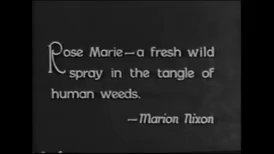 Rose Marie—a fresh wild
spray in the tangle of
human weeds.
—Marion Nixon